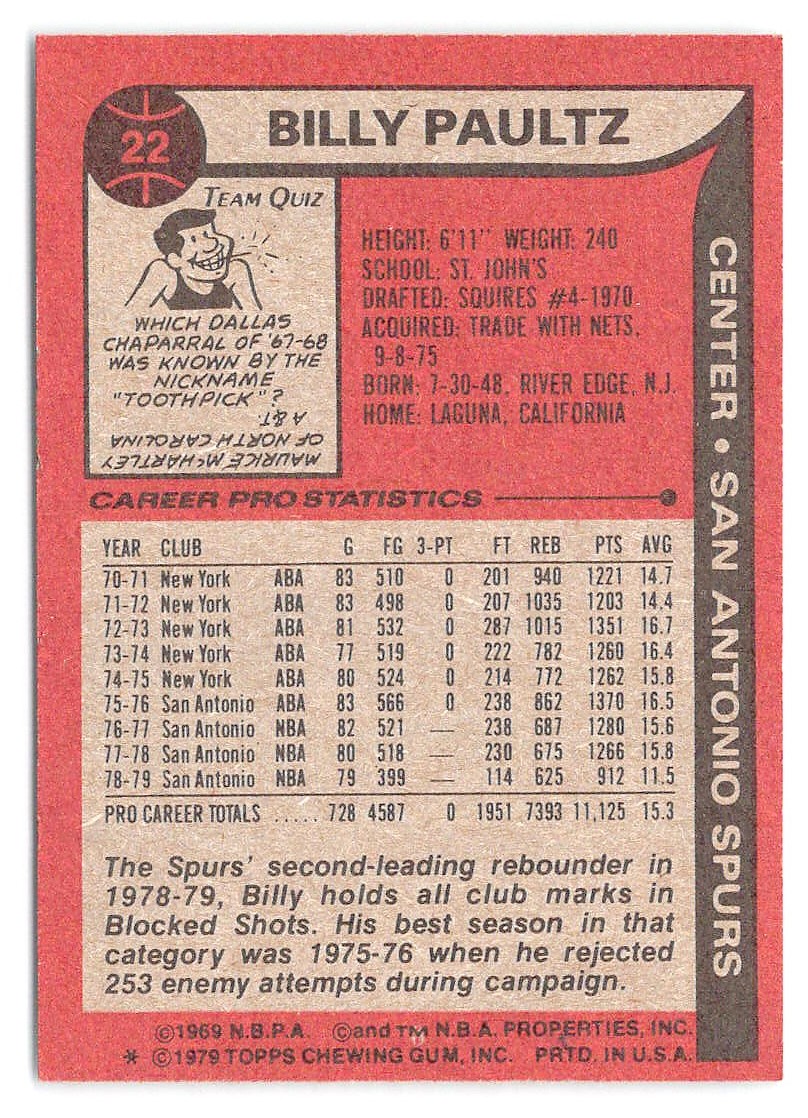 22
BILLY PAULTZ
TEAM QUIZ
WHICH DALLAS
CHAPARRAL OF '67-68
WAS KNOWN BY THE
NICKNAME
"TOOTHPICK"?
MAURICE McHARTLEY
OF NORTH CAROLINA
A&T.
HEIGHT: 6'11" WEIGHT: 240
SCHOOL: ST. JOHN'S
DRAFTED: SQUIRES #4-1970
ACQUIRED: TRADE WITH NETS,
9-8-75
BORN: 7-30-48, RIVER EDGE, N.J.
HOME: LAGUNA, CALIFORNIA
CENTER • SAN ANTONIO SPURS
CAREER PRO STATISTICS
YEAR CLUB G FG 3-PT FT REB PTS AVG
70-71 New York ABA 83 510 0 201 940 1221 14.7
71-72 New York ABA 83 498 0 207 1035 1203 14.4
72-73 New York ABA 81 532 0 287 1015 1351 16.7
73-74 New York ABA 77 519 0 222 782 1260 16.4
74-75 New York ABA 80 524 0 214 772 1262 15.8
75-76 San Antonio ABA 83 566 0 238 862 1370 16.5
76-77 San Antonio NBA 82 521 — 238 687 1280 15.6
77-78 San Antonio NBA 80 518 — 230 675 1266 15.8
78-79 San Antonio NBA 79 399 — 114 625 912 11.5
PRO CAREER TOTALS ..... 728 4587 0 1951 7393 11,125 15.3
The Spurs' second-leading rebounder in
1978-79, Billy holds all club marks in
Blocked Shots. His best season in that
category was 1975-76 when he rejected
253 enemy attempts during campaign.
©1969 N.B.P.A. ©and TM N.B.A. PROPERTIES, INC.
* ©1979 TOPPS CHEWING GUM, INC. PRTD. IN U.S.A.